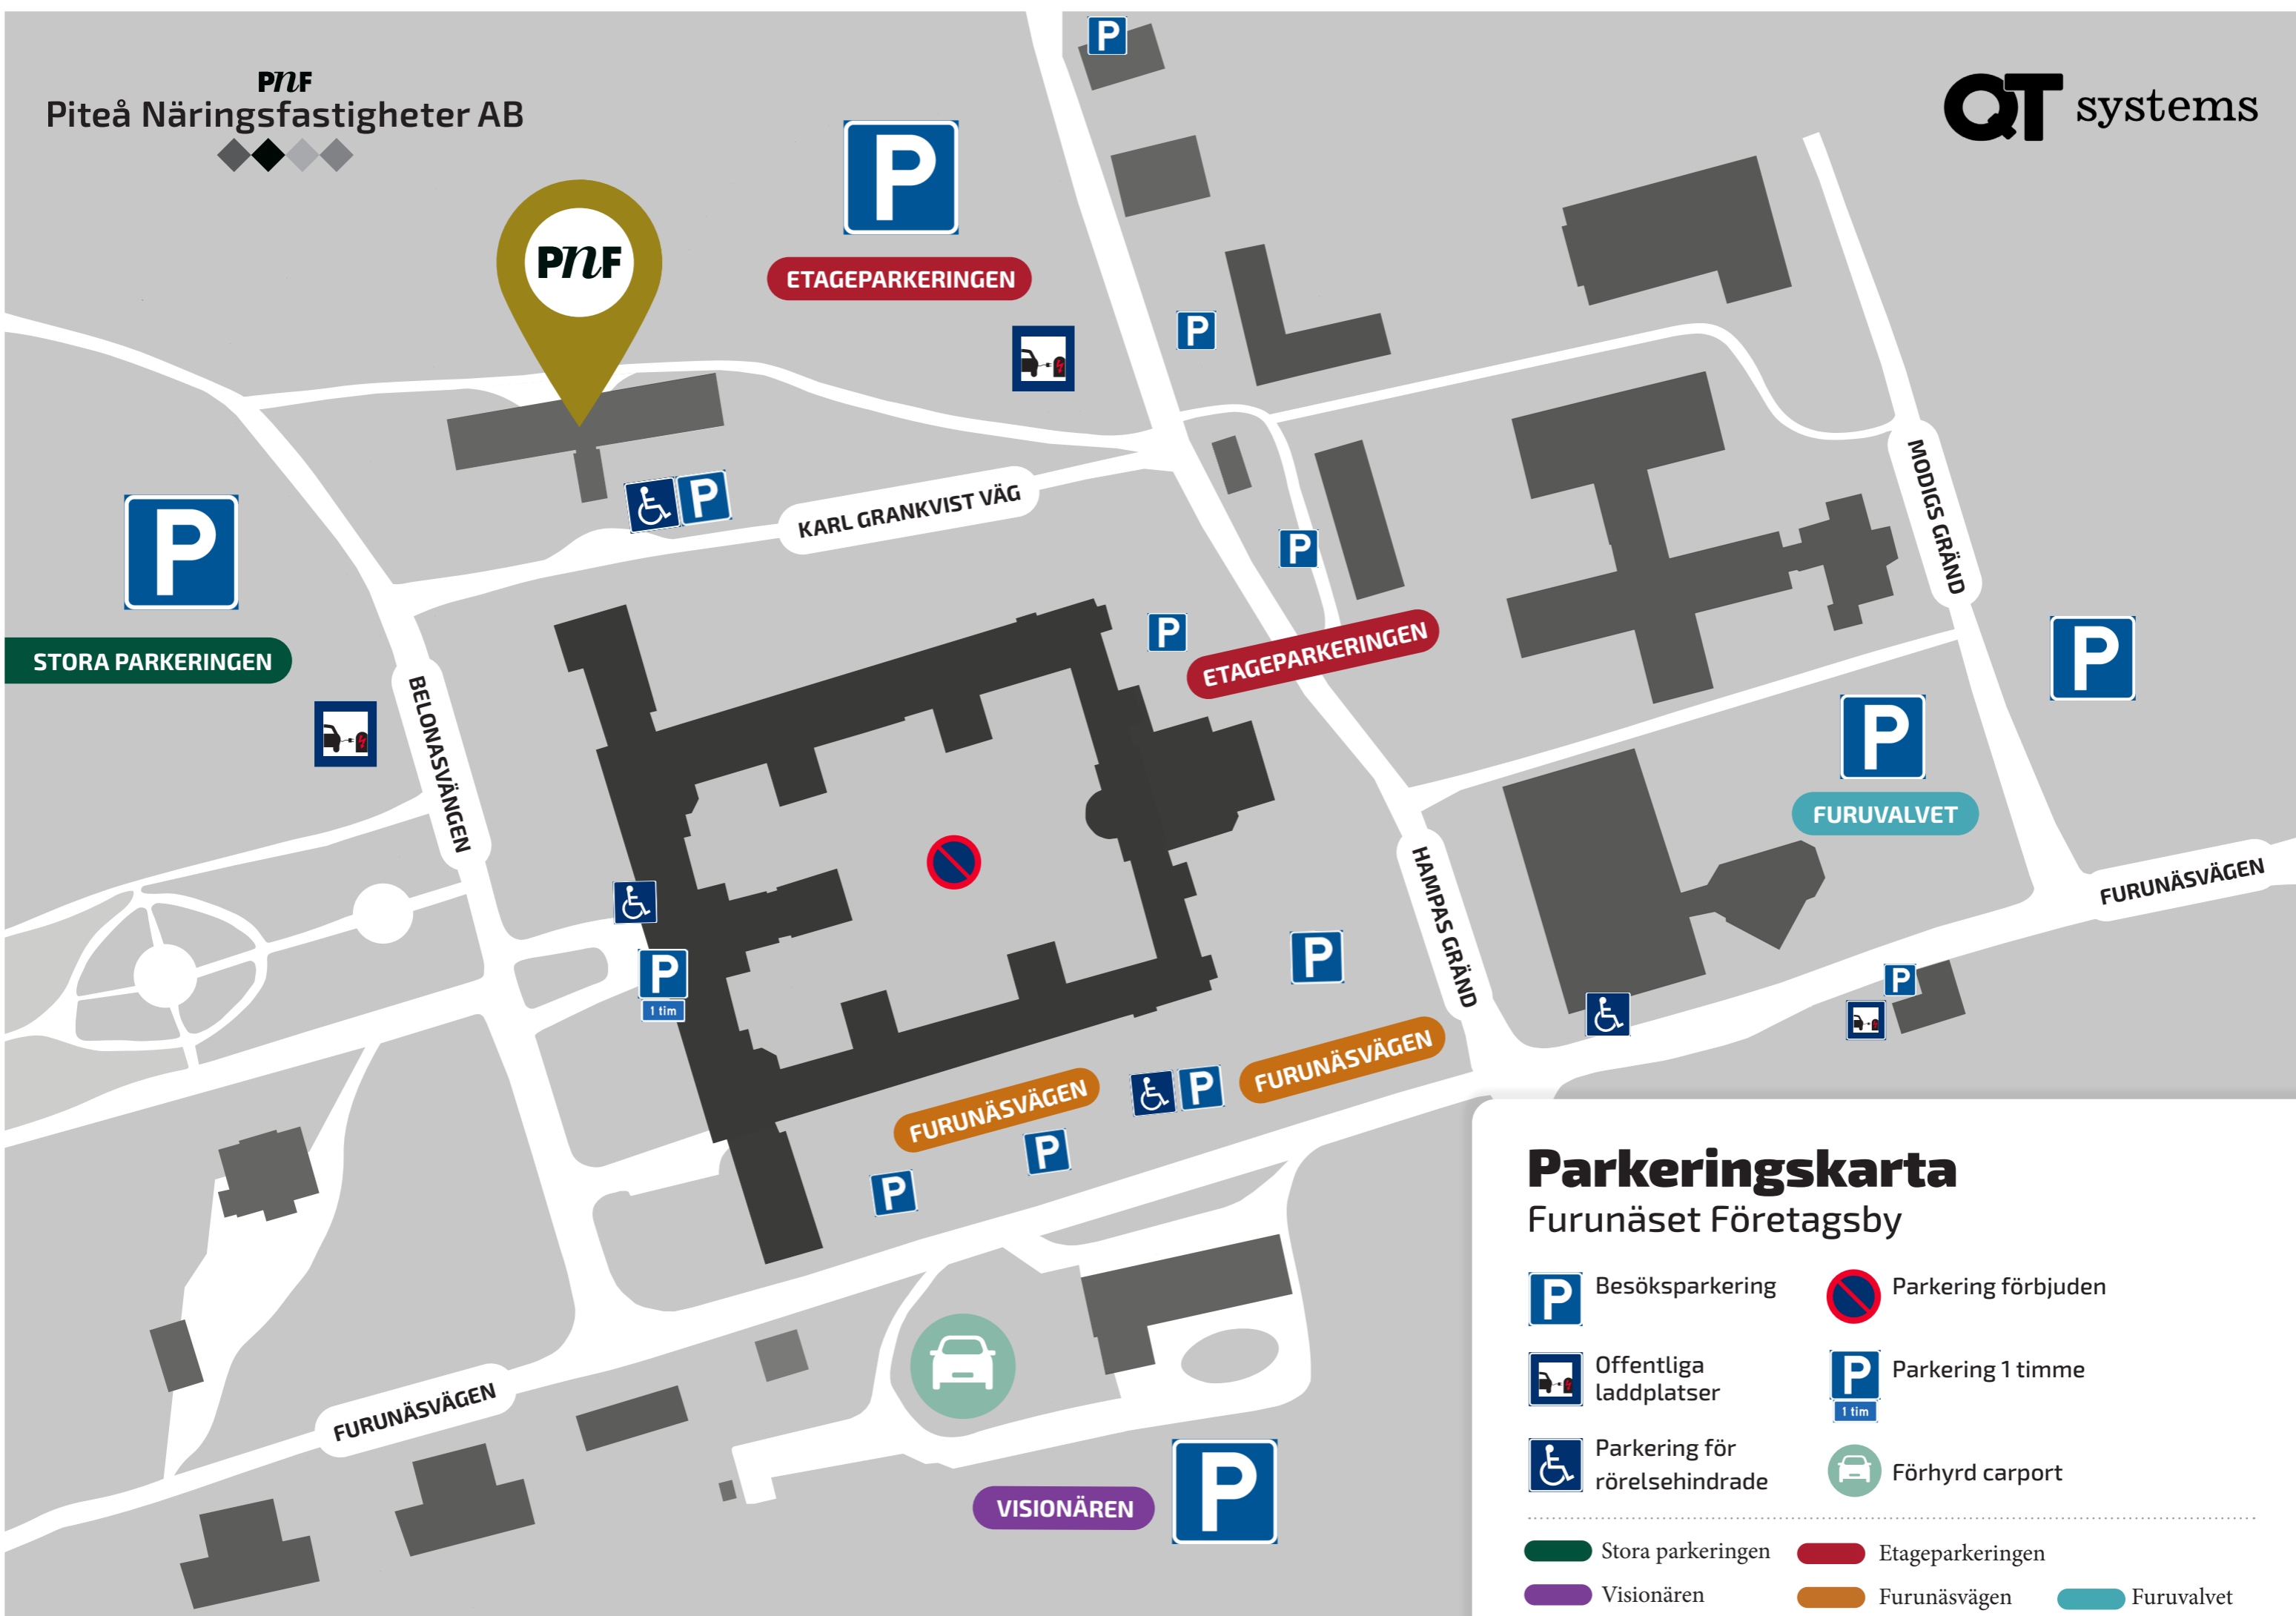 PnF
Piteå Näringsfastigheter AB
QT systems
P
P
PnF
ETAGEPARKERINGEN
P
P
KARL GRANKVIST VÄG
MODIGS GRÄND
P
P
STORA PARKERINGEN
BELONASVÄNGEN
P
ETAGEPARKERINGEN
P
P
FURUVALVET
HAMPAS GRÄND
FURUNÄSVÄGEN
P
1 tim
P
P
FURUNÄSVÄGEN
P
FURUNÄSVÄGEN
P
P
FURUNÄSVÄGEN
VISIONÄREN
P
Parkeringskarta
Furunäset Företagsby
P Besöksparkering
Parkering förbjuden
Offentliga
laddplatser
P Parkering 1 timme
1 tim
Parkering för
rörelsehindrade
Förhyrd carport
Stora parkeringen
Etageparkeringen
Visionären
Furunäsvägen
Furuvalvet